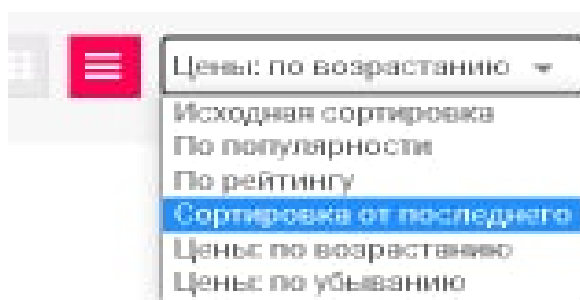 Цены: по возрастанию
Исходная сортировка
По популярности
По рейтингу
Сортировка от последнего
Цены: по возрастанию
Цены: по убыванию